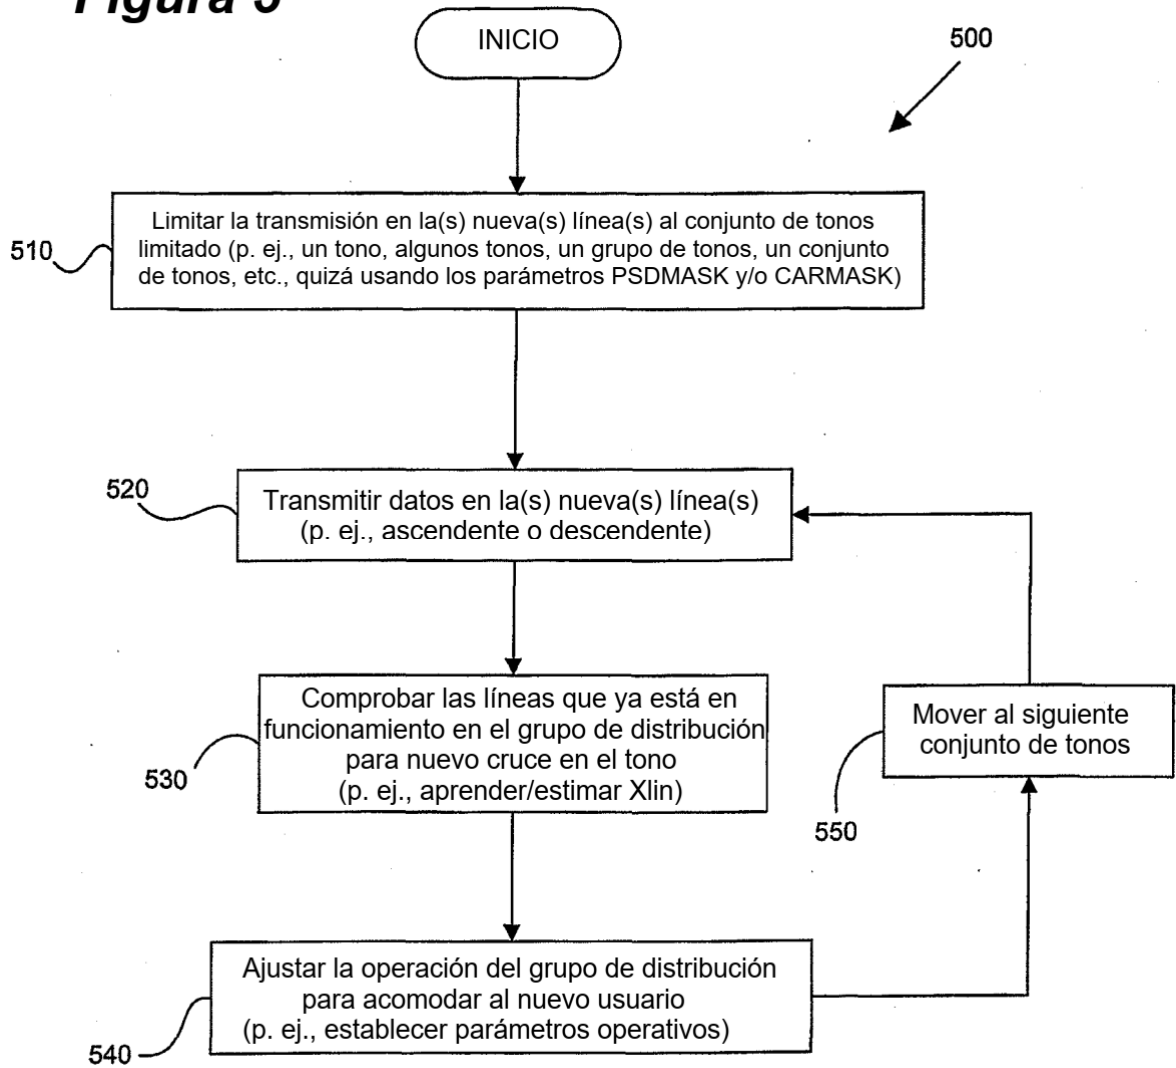 Figura 5
INICIO
500
Limitar la transmisión en la(s) nueva(s) línea(s) al conjunto de tonos
limitado (p. ej., un tono, algunos tonos, un grupo de tonos, un conjunto
de tonos, etc., quizá usando los parámetros PSDMASK y/o CARMASK)
510
520
Transmitir datos en la(s) nueva(s) línea(s)
(p. ej., ascendente o descendente)
Comprobar las líneas que ya está en
funcionamiento en el grupo de distribución
para nuevo cruce en el tono
(p. ej., aprender/estimar Xlin)
530
Mover al siguiente
conjunto de tonos
550
Ajustar la operación del grupo de distribución
para acomodar al nuevo usuario
(p. ej., establecer parámetros operativos)
540